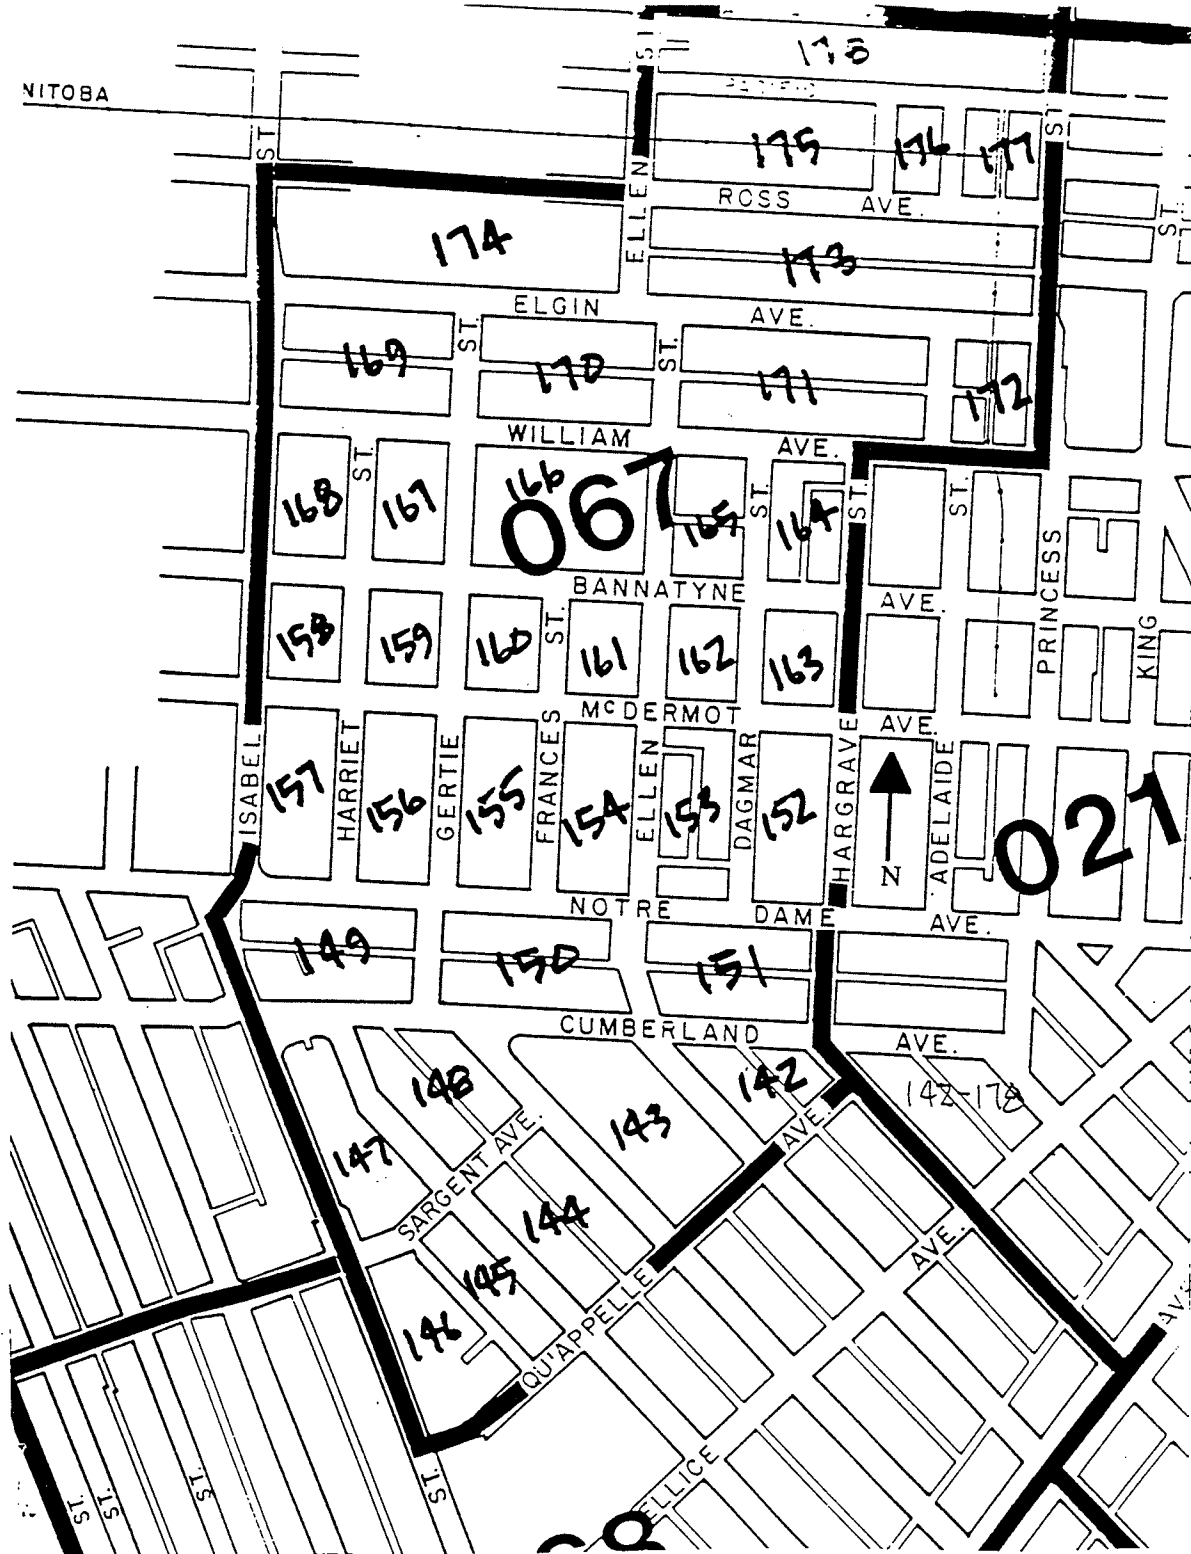 178
NITOBA
ST.
ST
PACIFIC
175
176
177
ST
ELLEN
ROSS AVE.
ST.
174
173
ELGIN AVE.
169
ST.
170
ST.
171
172
WILLIAM AVE.
168
ST.
167
166
067
165
ST.
164
ST.
ST.
PRINCESS
BANNATYNE AVE.
158
159
160
ST.
161
162
163
KING
MCDERMOT AVE.
ISABEL
157
HARRIET
156
GERTIE
155
FRANCES
154
ELLEN
153
DAGMAR
152
HARGRAVE
N
ADELAIDE
021
NOTRE DAME AVE.
149
150
151
CUMBERLAND AVE.
148
143
142
142-178
147
SARGENT AVE.
AVE.
144
AVE.
145
146
QU'APPELLE
ELLICE
ST.
ST.
ST.
ST.